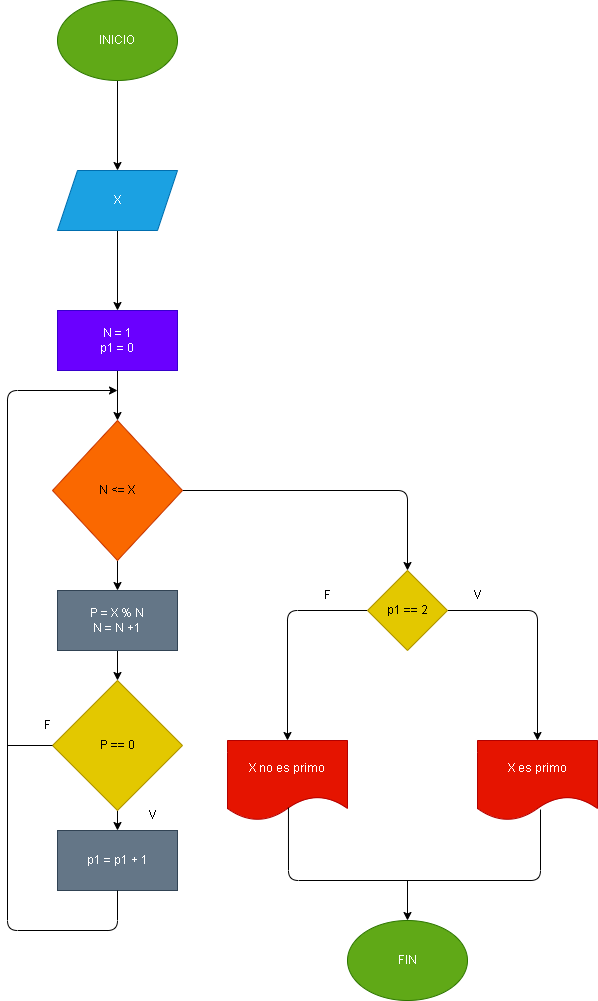 INICIO
X
N = 1
p1 = 0
N <= X
P = X % N
N = N +1
F
P == 0
V
p1 = p1 + 1
F
p1 == 2
V
X no es primo
X es primo
FIN